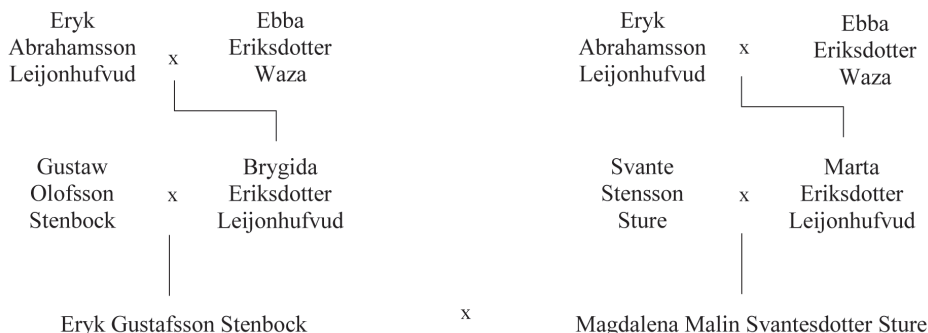 Eryk
Abrahamsson
Leijonhufvud
x
Ebba
Eriksdotter
Waza
Eryk
Abrahamsson
Leijonhufvud
x
Ebba
Eriksdotter
Waza
Gustaw
Olofsson
Stenbock
x
Brygida
Eriksdotter
Leijonhufvud
Svante
Stensson
Sture
x
Marta
Eriksdotter
Leijonhufvud
Eryk Gustafsson Stenbock
x
Magdalena Malin Svantesdotter Sture